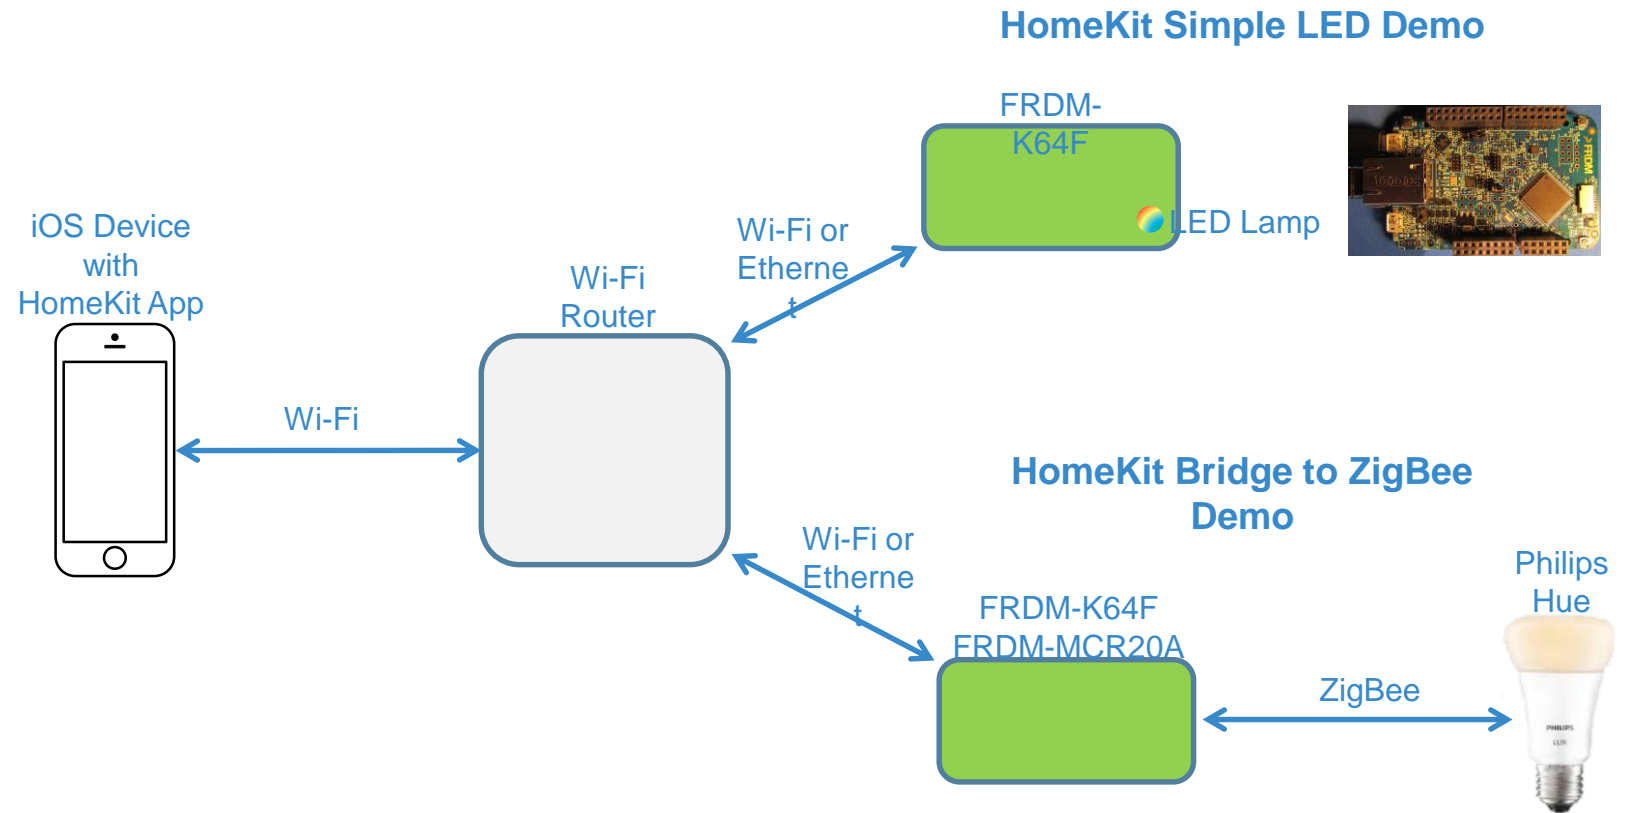 HomeKit Simple LED Demo
FRDM-
K64F
LED Lamp
FRDM
iOS Device
with
HomeKit App
Wi-Fi
Router
Wi-Fi or
Etherne
t
Wi-Fi
HomeKit Bridge to ZigBee
Demo
Wi-Fi or
Etherne
t
FRDM-K64F
FRDM-MCR20A
ZigBee
Philips
Hue
PHILIPS